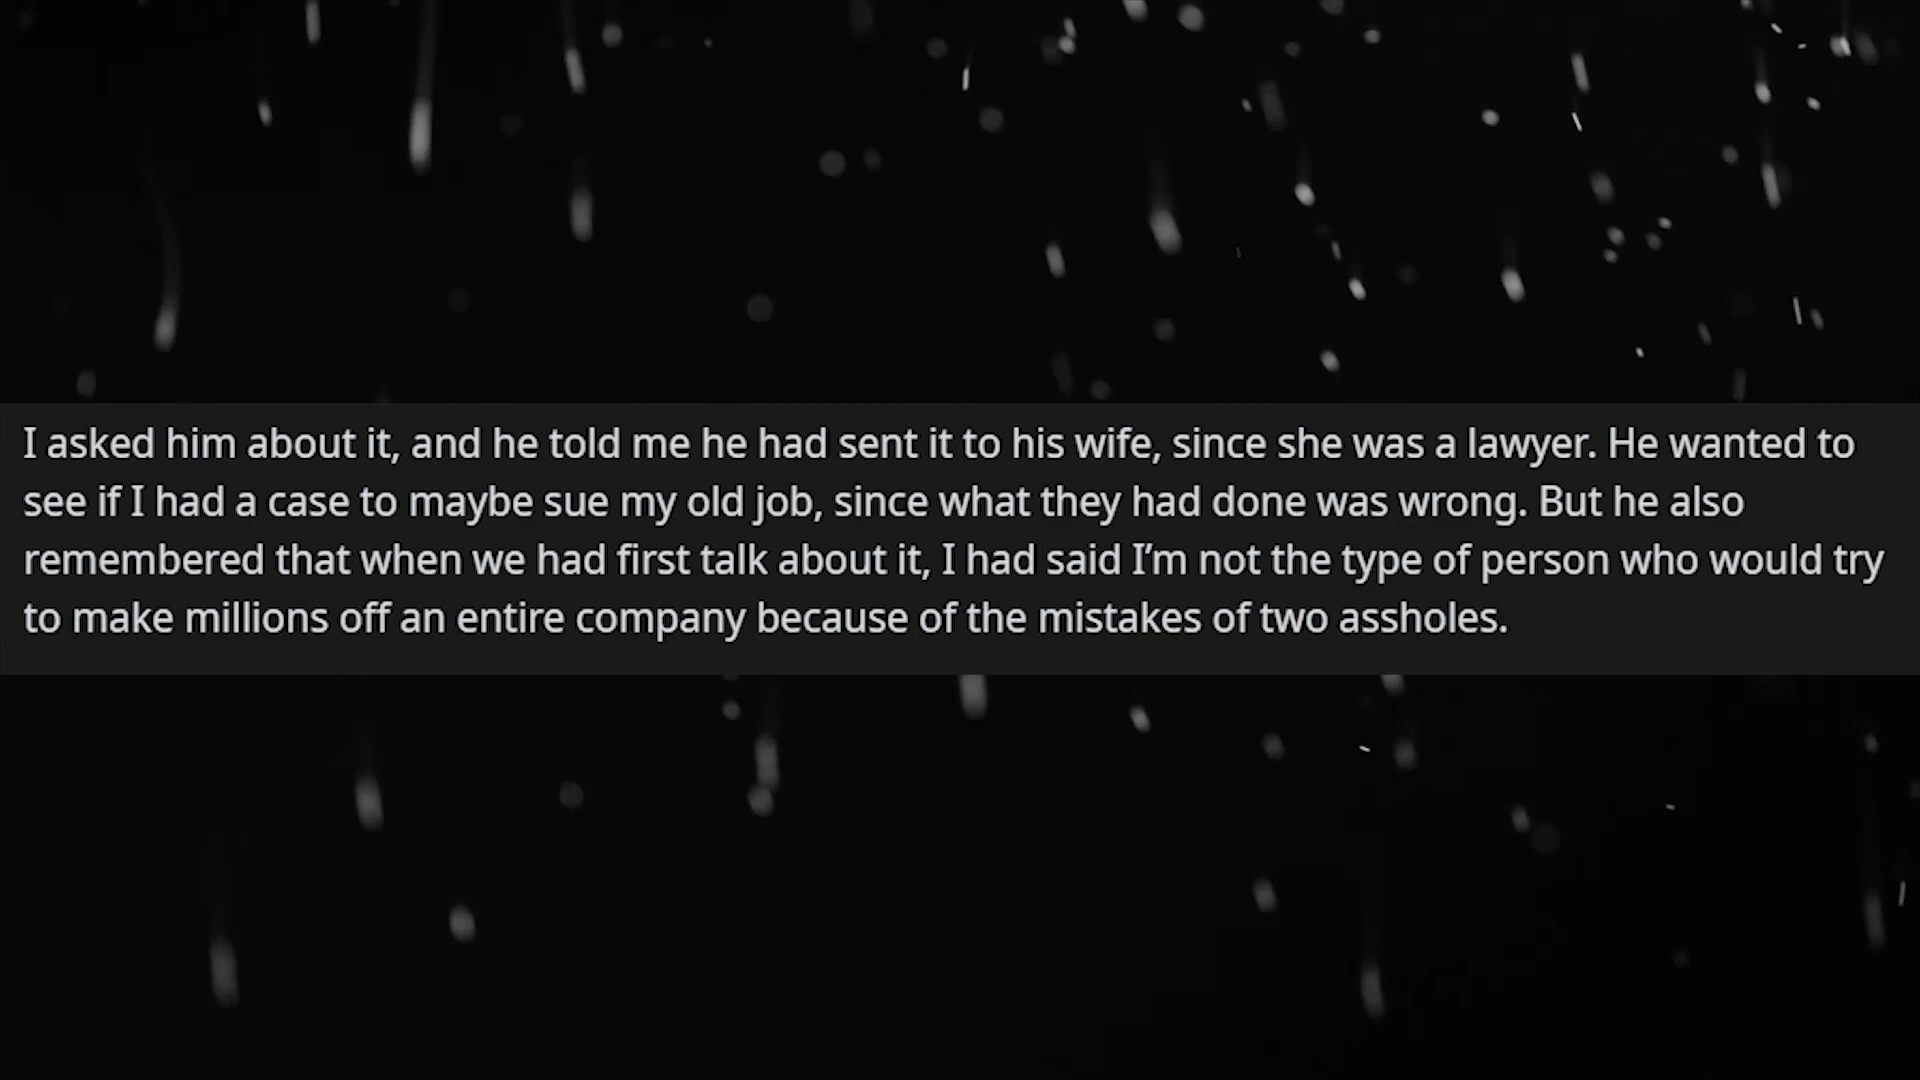 I asked him about it, and he told me he had sent it to his wife, since she was a lawyer. He wanted to
see if I had a case to maybe sue my old job, since what they had done was wrong. But he also
remembered that when we had first talk about it, I had said I’m not the type of person who would try
to make millions off an entire company because of the mistakes of two assholes.